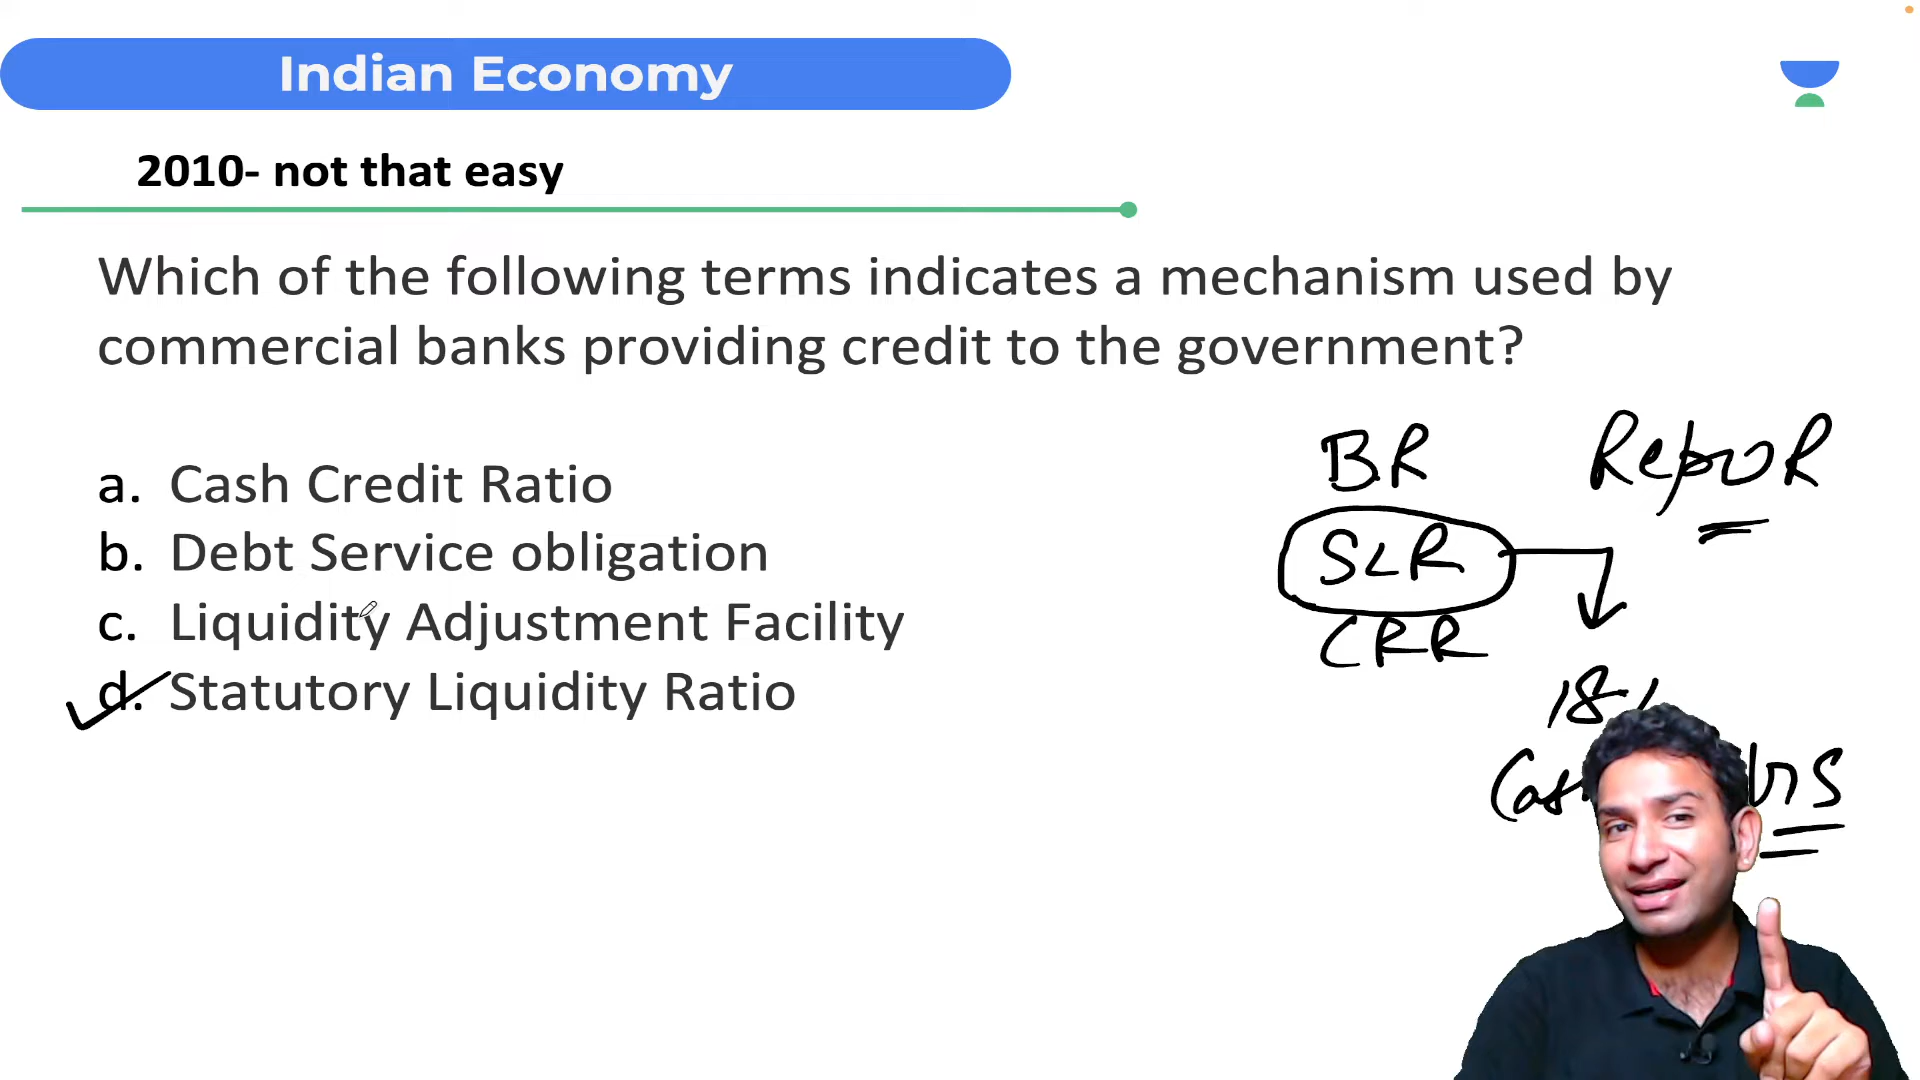 Indian Economy
2010- not that easy
Which of the following terms indicates a mechanism used by
commercial banks providing credit to the government?
a. Cash Credit Ratio
b. Debt Service obligation
c. Liquidity Adjustment Facility
d. Statutory Liquidity Ratio
BR
RepoR
SLR
CRR